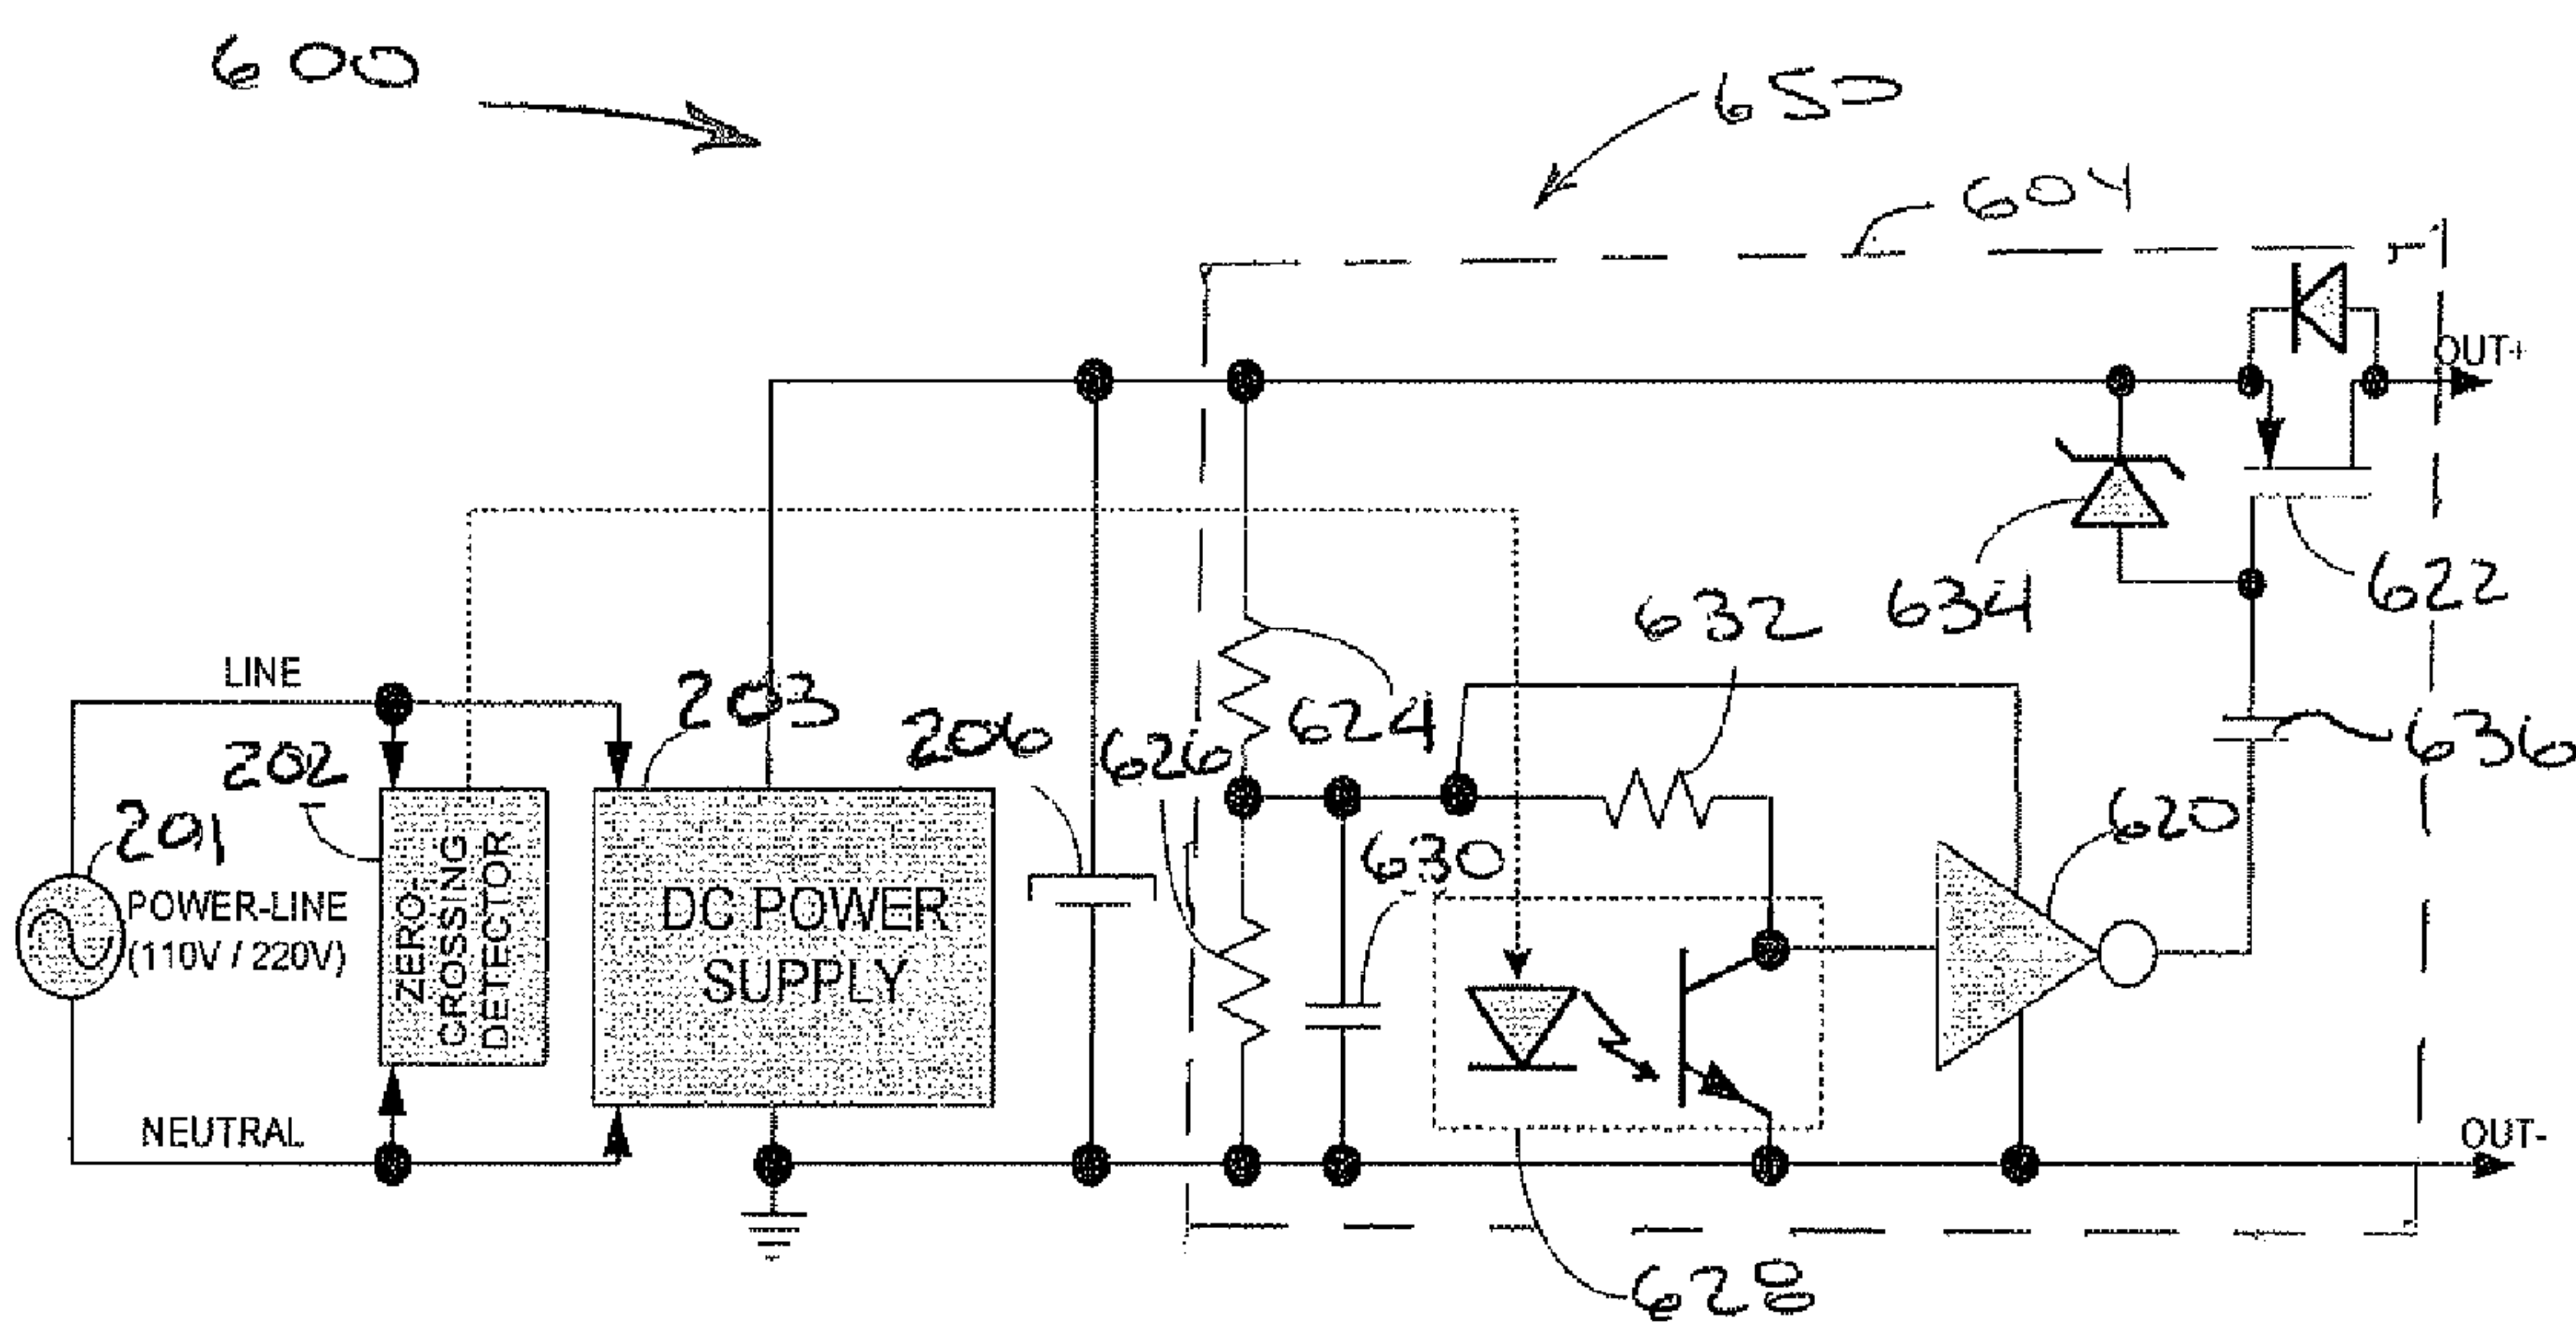 600
650
604
OUT+
LINE
203
206
626
624
632
634
622
636
202
201
POWER-LINE
(110V / 220V)
ZERO-
CROSSING
DETECTOR
DC POWER
SUPPLY
630
620
NEUTRAL
OUT-
628